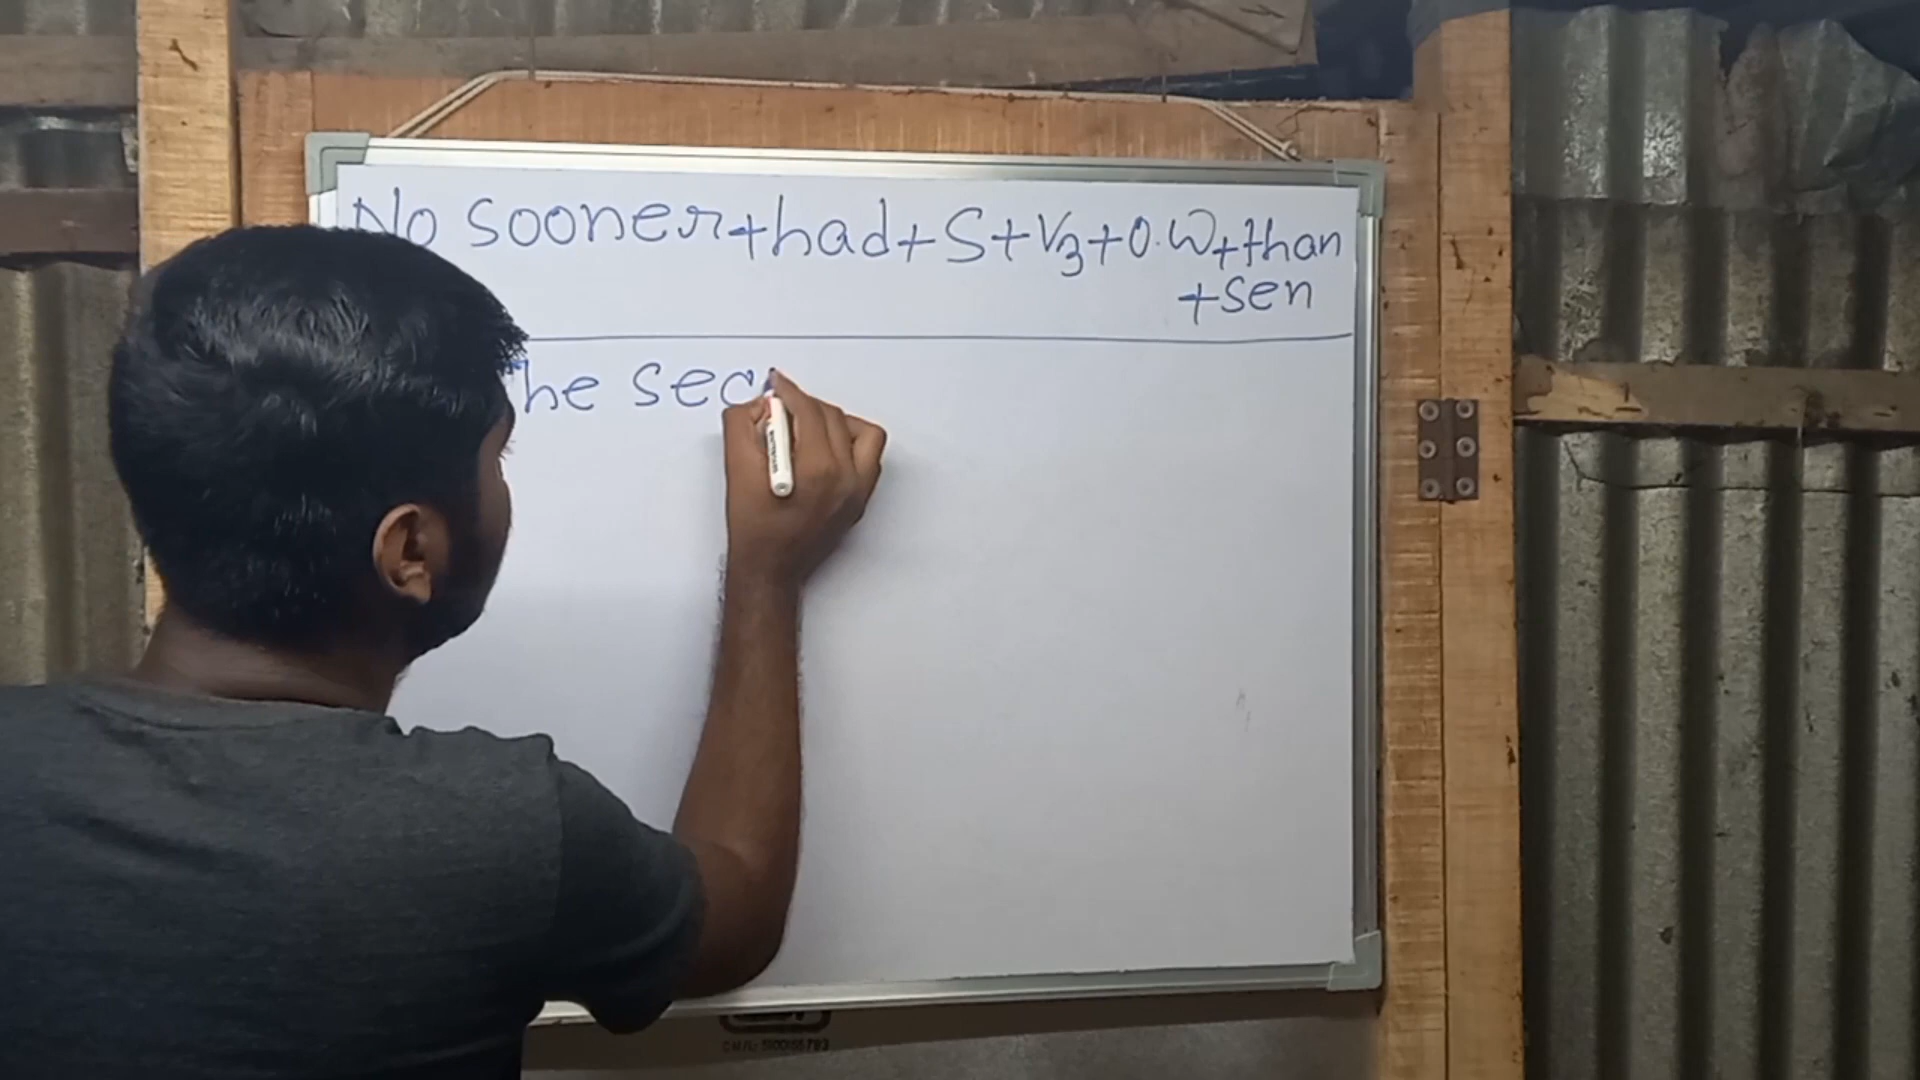 No sooner+had+S+V3+O.W+than
+sen
The sec